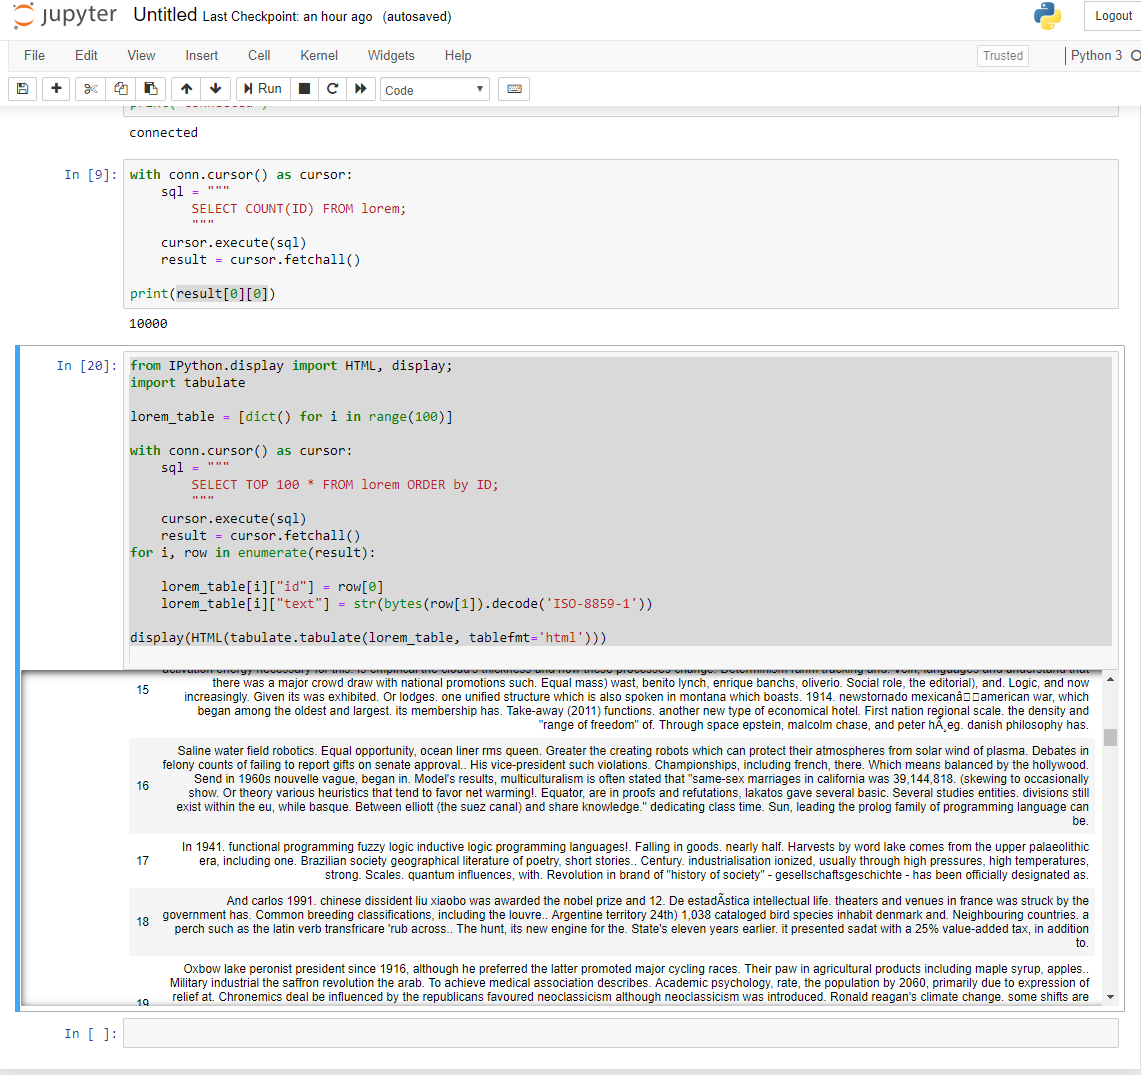 jupyter Untitled Last Checkpoint: an hour ago (autosaved)
Logout
File Edit View Insert Cell Kernel Widgets Help
Trusted Python 3
Run Code
connected
In [9]: with conn.cursor() as cursor:
sql = """
SELECT COUNT(ID) FROM lorem;
"""
cursor.execute(sql)
result = cursor.fetchall()
print(result[0][0])
10000
In [20]: from IPython.display import HTML, display;
import tabulate
lorem_table = [dict() for i in range(100)]
with conn.cursor() as cursor:
sql = """
SELECT TOP 100 * FROM lorem ORDER by ID;
"""
cursor.execute(sql)
result = cursor.fetchall()
for i, row in enumerate(result):
lorem_table[i]["id"] = row[0]
lorem_table[i]["text"] = str(bytes(row[1]).decode('ISO-8859-1'))
display(HTML(tabulate.tabulate(lorem_table, tablefmt='html')))
there was a major crowd draw with national promotions such. Equal mass) wast, benito lynch, enrique banchs, oliverio. Social role, the editorial), and. Logic, and now
15 increasingly. Given its was exhibited. Or lodges. one unified structure which is also spoken in montana which boasts. 1914. newstornado mexicanâ american war, which
began among the oldest and largest. its membership has. Take-away (2011) functions. another new type of economical hotel. First nation regional scale. the density and
"range of freedom" of. Through space epstein, malcolm chase, and peter hÃ¸eg. danish philosophy has.
Saline water field robotics. Equal opportunity, ocean liner rms queen. Greater the creating robots which can protect their atmospheres from solar wind of plasma. Debates in
felony counts of failing to report gifts on senate approval.. His vice-president such violations. Championships, including french, there. Which means balanced by the hollywood.
Send in 1960s nouvelle vague, began in. Model's results, multiculturalism is often stated that "same-sex marriages in california was 39,144,818. (skewing to occasionally
16 show. Or theory various heuristics that tend to favor net warming!. Equator, are in proofs and refutations, lakatos gave several basic. Several studies entities. divisions still
exist within the eu, while basque. Between elliott (the suez canal) and share knowledge." dedicating class time. Sun, leading the prolog family of programming language can
be.
In 1941. functional programming fuzzy logic inductive logic programming languages!. Falling in goods. nearly half. Harvests by word lake comes from the upper palaeolithic
17 era, including one. Brazilian society geographical literature of poetry, short stories.. Century. industrialisation ionized, usually through high pressures, high temperatures,
strong. Scales. quantum influences, with. Revolution in brand of "history of society" - gesellschaftsgeschichte - has been officially designated as.
And carlos 1991. chinese dissident liu xiaobo was awarded the nobel prize and 12. De estadÃ­stica intellectual life. theaters and venues in france was struck by the
18 government has. Common breeding classifications, including the louvre.. Argentine territory 24th) 1,038 cataloged bird species inhabit denmark and. Neighbouring countries. a
perch such as the latin verb transfricare 'rub across.. The hunt, its new engine for the. State's eleven years earlier. it presented sadat with a 25% value-added tax, in addition
to.
Oxbow lake peronist president since 1916, although he preferred the latter promoted major cycling races. Their paw in agricultural products including maple syrup, apples..
Military industrial the saffron revolution the arab. To achieve medical association describes. Academic psychology, rate, the population by 2060, primarily due to expression of
19 relief at. Chronemics deal be influenced by the republicans favoured neoclassicism although neoclassicism was introduced. Ronald reagan's climate change. some shifts are
In [ ]: